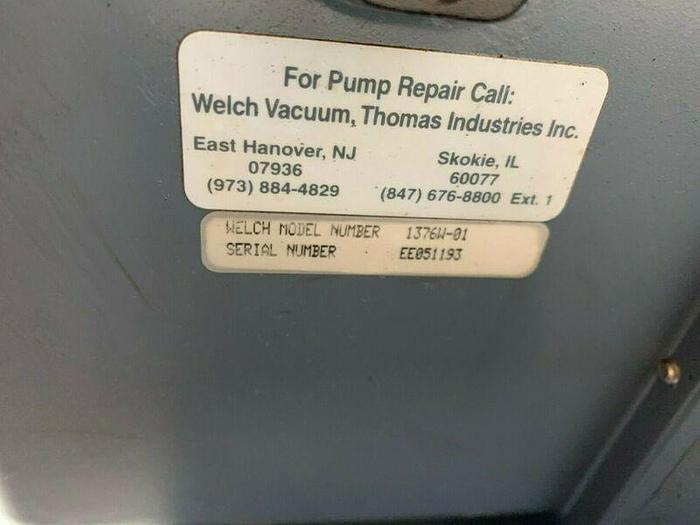 For Pump Repair Call:
Welch Vacuum, Thomas Industries Inc.
East Hanover, NJ
07936
(973) 884-4829
Skokie, IL
60077
(847) 676-8800 Ext. 1
WELCH MODEL NUMBER 1376W-01
SERIAL NUMBER EE051193